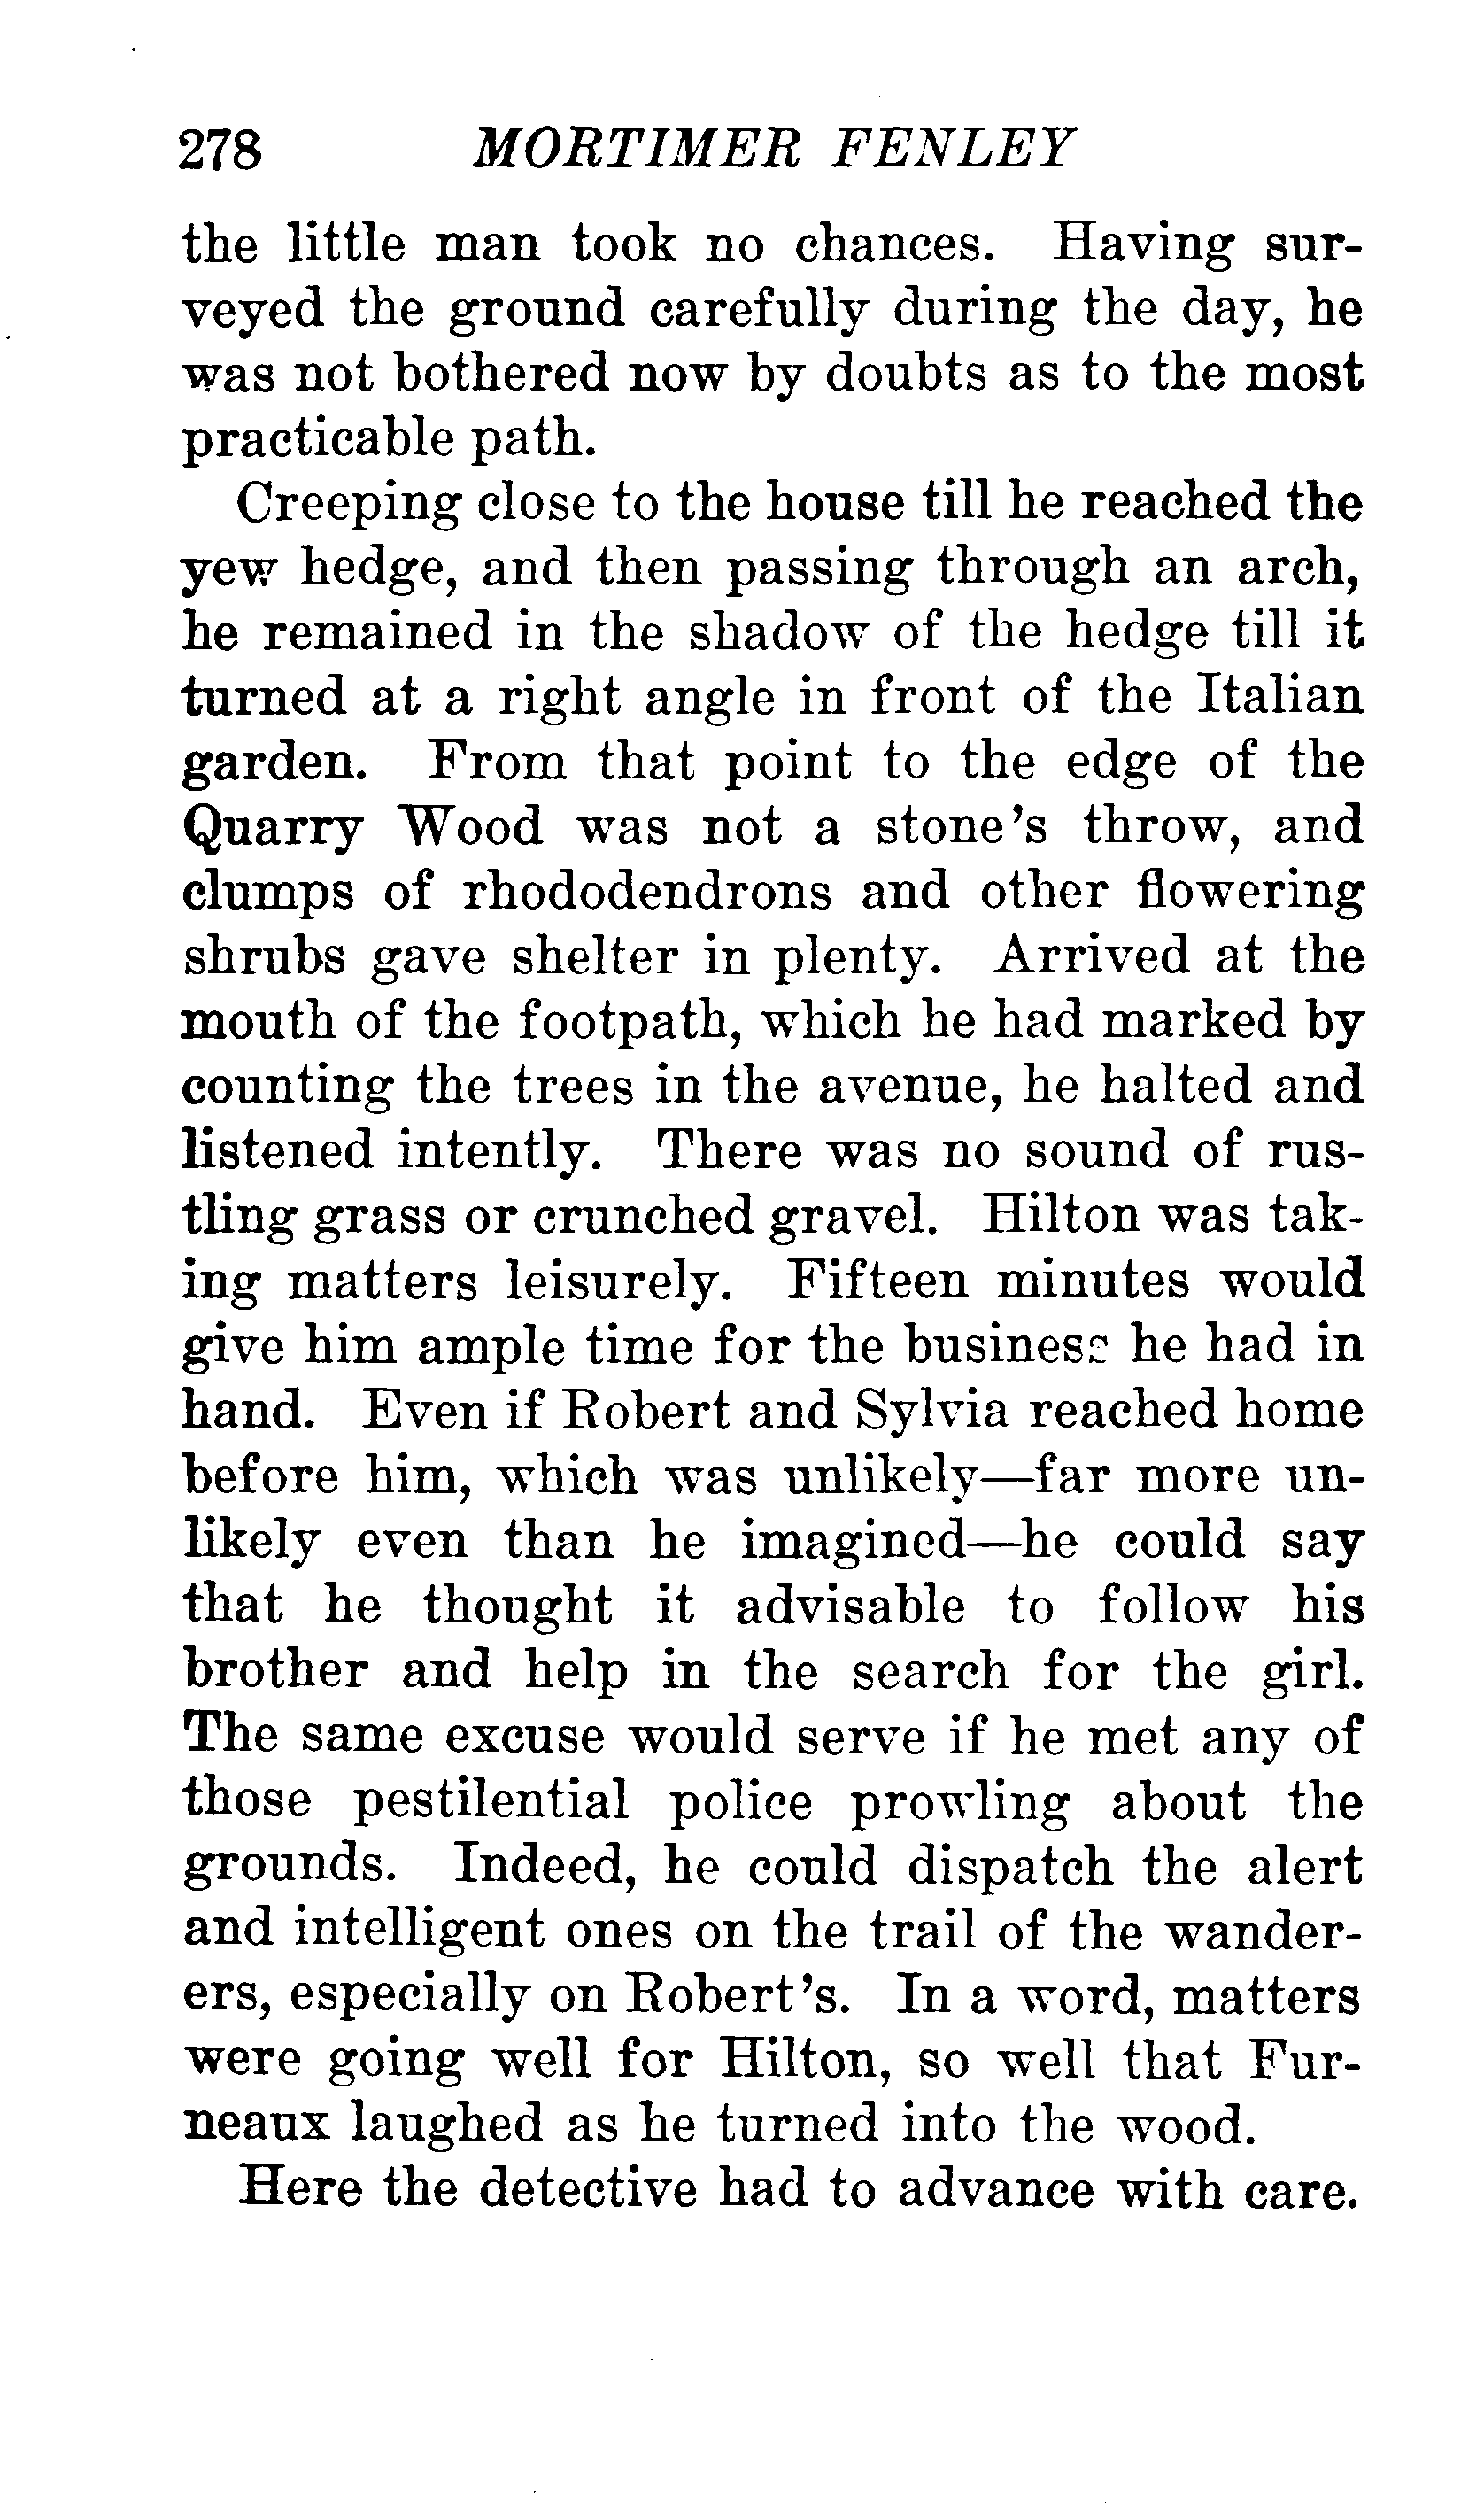 278 MORTIMER FENLEY
the little man took no chances. Having sur-
veyed the ground carefully during the day, he
was not bothered now by doubts as to the most
practicable path.
Creeping close to the house till he reached the
yew hedge, and then passing through an arch,
he remained in the shadow of the hedge till it
turned at a right angle in front of the Italian
garden. From that point to the edge of the
Quarry Wood was not a stone's throw, and
clumps of rhododendrons and other flowering
shrubs gave shelter in plenty. Arrived at the
mouth of the footpath, which he had marked by
counting the trees in the avenue, he halted and
listened intently. There was no sound of rus-
tling grass or crunched gravel. Hilton was tak-
ing matters leisurely. Fifteen minutes would
give him ample time for the business he had in
hand. Even if Robert and Sylvia reached home
before him, which was unlikely—far more un-
likely even than he imagined—he could say
that he thought it advisable to follow his
brother and help in the search for the girl.
The same excuse would serve if he met any of
those pestilential police prowling about the
grounds. Indeed, he could dispatch the alert
and intelligent ones on the trail of the wander-
ers, especially on Robert's. In a word, matters
were going well for Hilton, so well that Fur-
neaux laughed as he turned into the wood.
Here the detective had to advance with care.